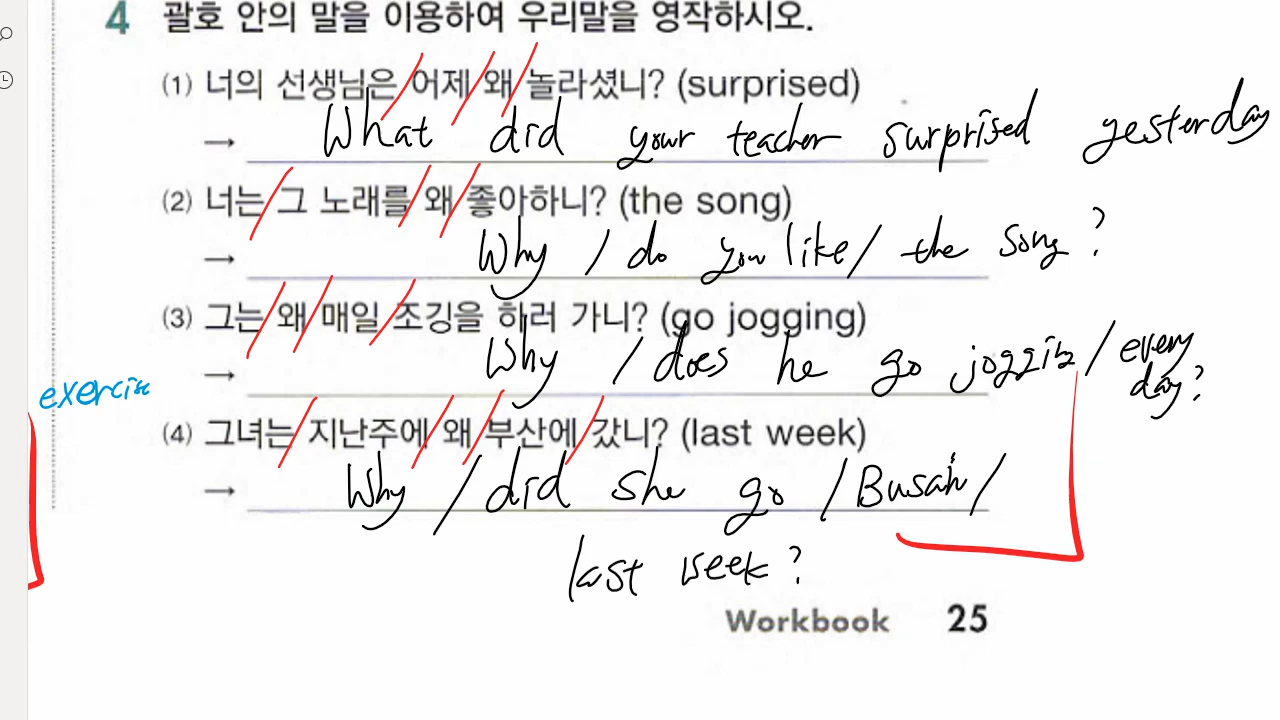 4 괄호 안의 말을 이용하여 우리말을 영작하시오.
(1) 너의 선생님은 어제 왜 놀라셨니? (surprised)
→ What did your teacher surprised yesterday
(2) 너는 그 노래를 왜 좋아하니? (the song)
→ Why / do you like / the song ?
(3) 그는 왜 매일 조깅을 하러 가니? (go jogging)
→ Why / does he go / every
day?
exercise
(4) 그녀는 지난주에 왜 부산에 갔니? (last week)
→ Why / did she go / Busan /
last week ?
Workbook 25